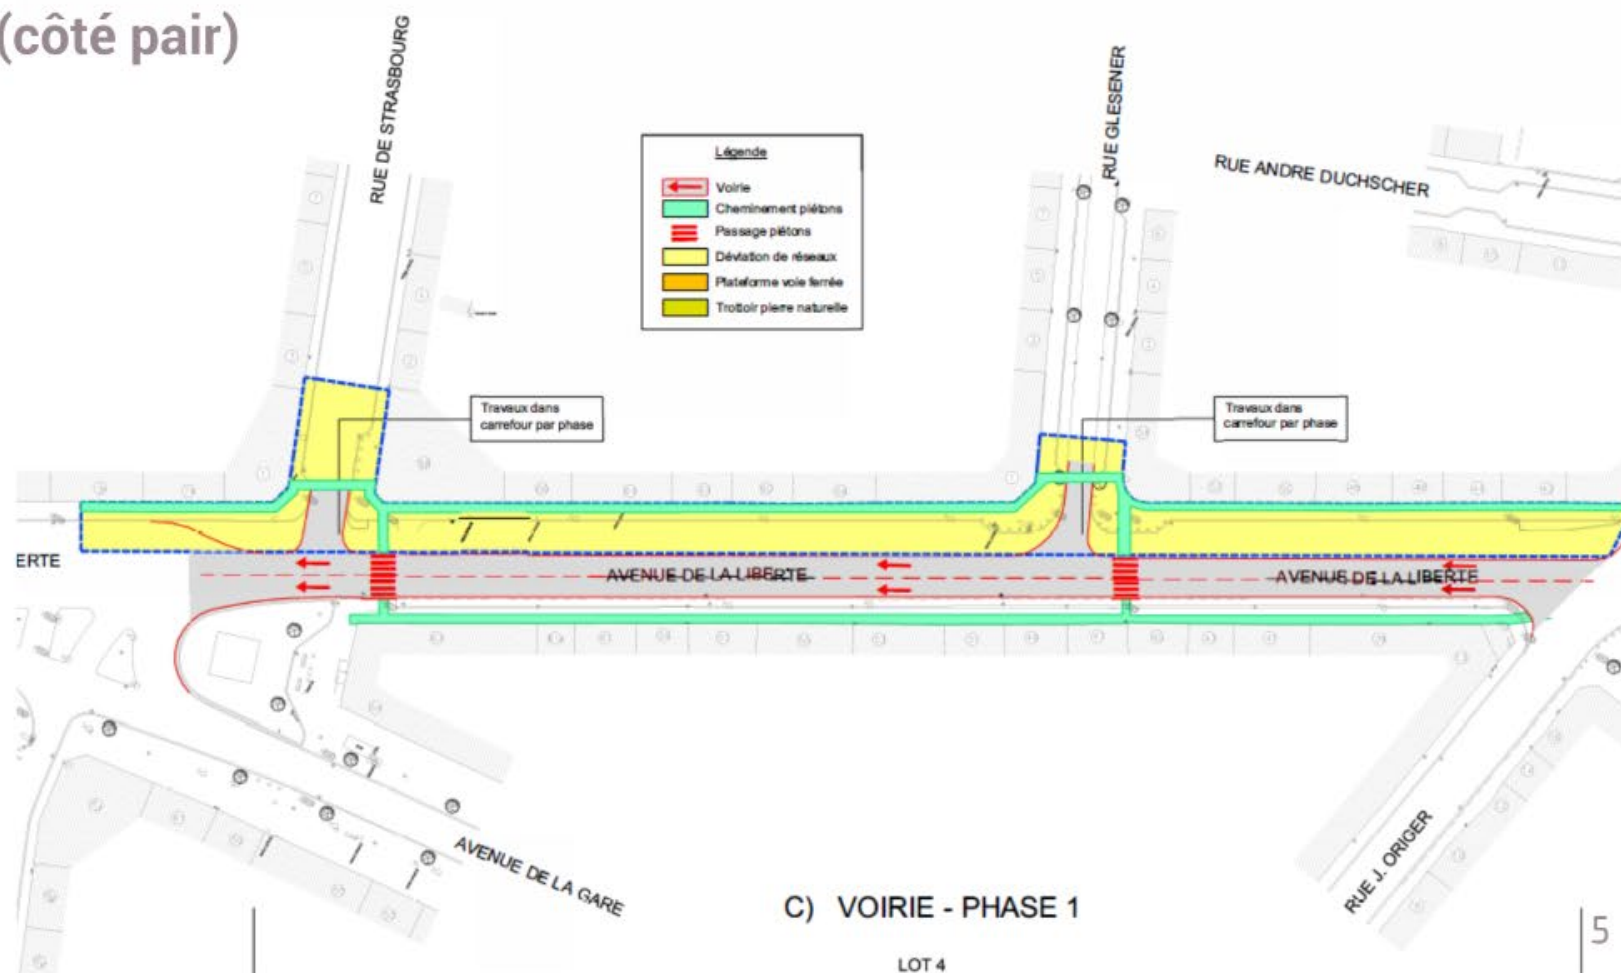 (côté pair)
RUE DE STRASBOURG
RUE GLESENER
RUE ANDRE DUCHSCHER
Légende
Voirie
Cheminement piétons
Passage piétons
Déviation de réseaux
Plateforme voie ferrée
Trottoir pierre naturelle
Travaux dans
carrefour par phase
Travaux dans
carrefour par phase
ERTE
AVENUE DE LA LIBERTE
AVENUE DE LA LIBERTE
AVENUE DE LA GARE
RUE J. ORIGER
C) VOIRIE - PHASE 1
LOT 4
5